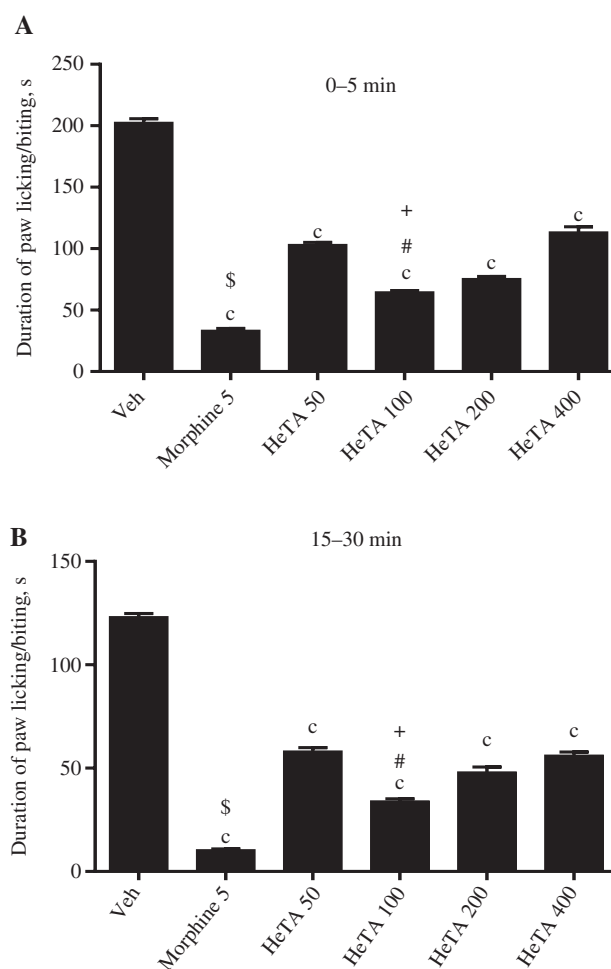 A
0–5 min
Duration of paw licking/biting, s
250
200
150
100
50
0
$
c
c
+
#
c
c
c
Veh
Morphine 5
HeTA 50
HeTA 100
HeTA 200
HeTA 400
B
15–30 min
Duration of paw licking/biting, s
150
100
50
0
$
c
c
+
#
c
c
c
Veh
Morphine 5
HeTA 50
HeTA 100
HeTA 200
HeTA 400